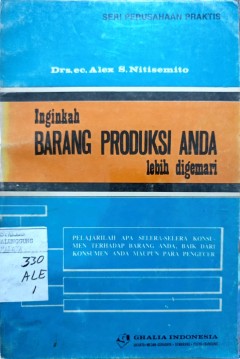 SERI PERUSAHAAN PRAKTIS
Drs. ec. Alex S. Nitisemito
Inginkah
BARANG PRODUKSI ANDA
lebih digemari
PELAJARILAH APA SELERA-SELERA KONSU-
MEN TERHADAP BARANG ANDA, BAIK DARI
KONSUMEN ANDA MAUPUN PARA PENGECER
330
ALE
1
GHALIA INDONESIA